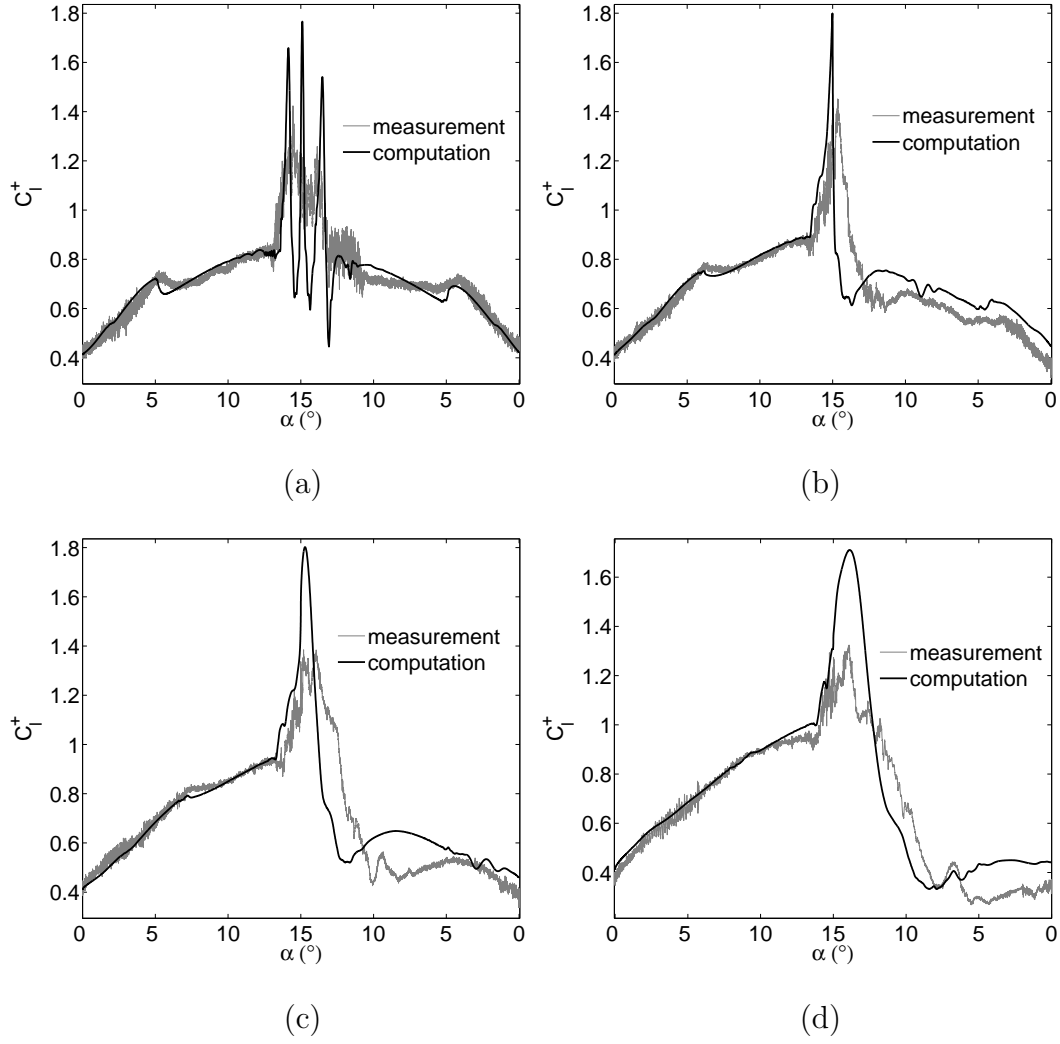 1.8
1.6
1.4
1.2
1
0.8
0.6
0.4
C_l^+
measurement
computation
0 5 10 15 10 5 0
α (°)
(a)
1.8
1.6
1.4
1.2
1
0.8
0.6
0.4
C_l^+
measurement
computation
0 5 10 15 10 5 0
α (°)
(b)
1.8
1.6
1.4
1.2
1
0.8
0.6
0.4
C_l^+
measurement
computation
0 5 10 15 10 5 0
α (°)
(c)
1.6
1.4
1.2
1
0.8
0.6
0.4
C_l^+
measurement
computation
0 5 10 15 10 5 0
α (°)
(d)